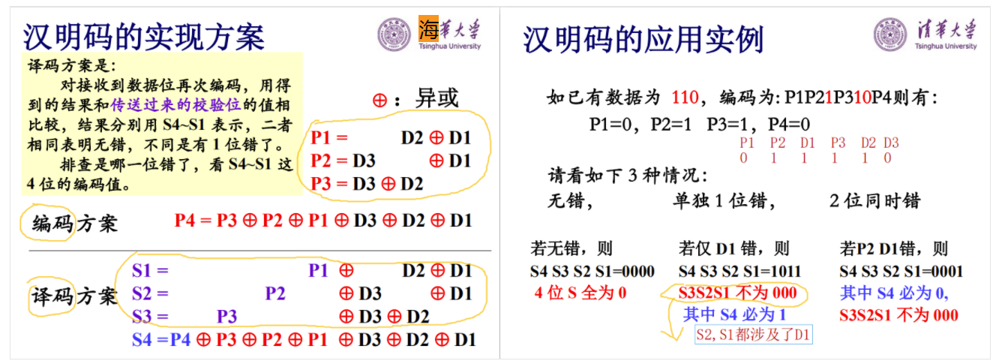 汉明码的实现方案
海華大学
Tsinghua University
译码方案是:
对接收到数据位再次编码，用得
到的结果和传送过来的校验位的值相
比较，结果分别用 S4~S1 表示，二者
相同表明无错，不同是有 1 位错了。
排查是哪一位错了，看 S4~S1 这
4 位的编码值。
⊕ : 异或
P1 = D2 ⊕ D1
P2 = D3 ⊕ D1
P3 = D3 ⊕ D2
编码方案 P4 = P3 ⊕ P2 ⊕ P1 ⊕ D3 ⊕ D2 ⊕ D1
译码方案
S1 = P1 ⊕ D2 ⊕ D1
S2 = P2 ⊕ D3 ⊕ D1
S3 = P3 ⊕ D3 ⊕ D2
S4 =P4 ⊕ P3 ⊕ P2 ⊕ P1 ⊕ D3 ⊕ D2 ⊕ D1
汉明码的应用实例
清華大学
Tsinghua University
如已有数据为 110，编码为:P1P21P310P4则有:
P1=0, P2=1 P3=1, P4=0
P1 P2 D1 P3 D2 D3
0 1 1 1 1 0
请看如下 3 种情况:
无错， 单独 1 位错， 2 位同时错
若无错，则
S4 S3 S2 S1=0000
4 位 S 全为 0
若仅 D1 错，则
S4 S3 S2 S1=1011
S3S2S1 不为 000
其中 S4 必为 1
S2,S1都涉及了D1
若P2 D1错，则
S4 S3 S2 S1=0001
其中 S4 必为 0,
S3S2S1 不为 000